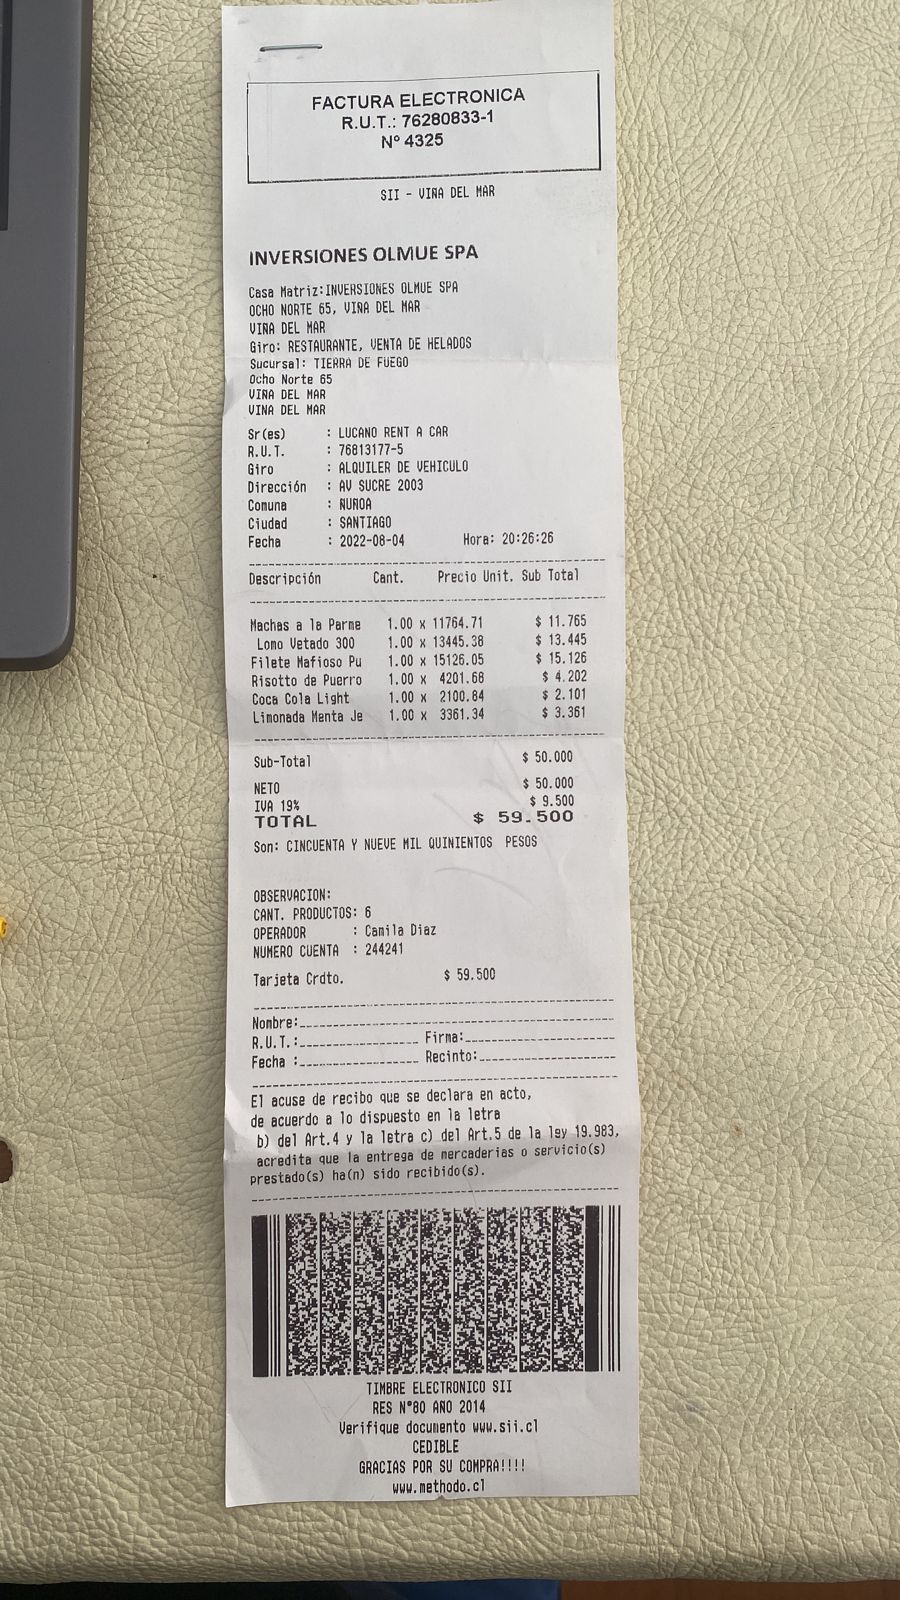 FACTURA ELECTRONICA
R.U.T.: 76280833-1
Nº 4325
SII - VIÑA DEL MAR
INVERSIONES OLMUE SPA
Casa Matriz:INVERSIONES OLMUE SPA
OCHO NORTE 65, VIÑA DEL MAR
VIÑA DEL MAR
Giro: RESTAURANTE, VENTA DE HELADOS
Sucursal: TIERRA DE FUEGO
Ocho Norte 65
VIÑA DEL MAR
VINA DEL MAR
Sr(es) : LUCANO RENT A CAR
R.U.T. : 76813177-5
Giro : ALQUILER DE VEHICULO
Dirección : AV SUCRE 2003
Comuna : ÑUÑOA
Ciudad : SANTIAGO
Fecha : 2022-08-04 Hora: 20:26:26
Descripción Cant. Precio Unit. Sub Total
Machas a la Parme 1.00 x 11764.71 $ 11.765
Lomo Vetado 300 1.00 x 13445.38 $ 13.445
Filete Mafioso Pu 1.00 x 15126.05 $ 15.126
Risotto de Puerro 1.00 x 4201.68 $ 4.202
Coca Cola Light 1.00 x 2100.84 $ 2.101
Limonada Menta Je 1.00 x 3361.34 $ 3.361
Sub-Total $ 50.000
NETO $ 50.000
IVA 19% $ 9.500
TOTAL $ 59.500
Son: CINCUENTA Y NUEVE MIL QUINIENTOS PESOS
OBSERVACION:
CANT. PRODUCTOS: 6
OPERADOR : Camila Diaz
NUMERO CUENTA : 244241
Tarjeta Crdto. $ 59.500
Nombre:
R.U.T.: Firma:
Fecha : Recinto:
El acuse de recibo que se declara en acto,
de acuerdo a lo dispuesto en la letra
b) del Art.4 y la letra c) del Art.5 de la ley 19.983,
acredita que la entrega de mercaderias o servicio(s)
prestado(s) ha(n) sido recibido(s).
TIMBRE ELECTRONICO SII
RES N°80 AÑO 2014
Verifique documento www.sii.cl
CEDIBLE
GRACIAS POR SU COMPRA!!!!
www.methodo.cl